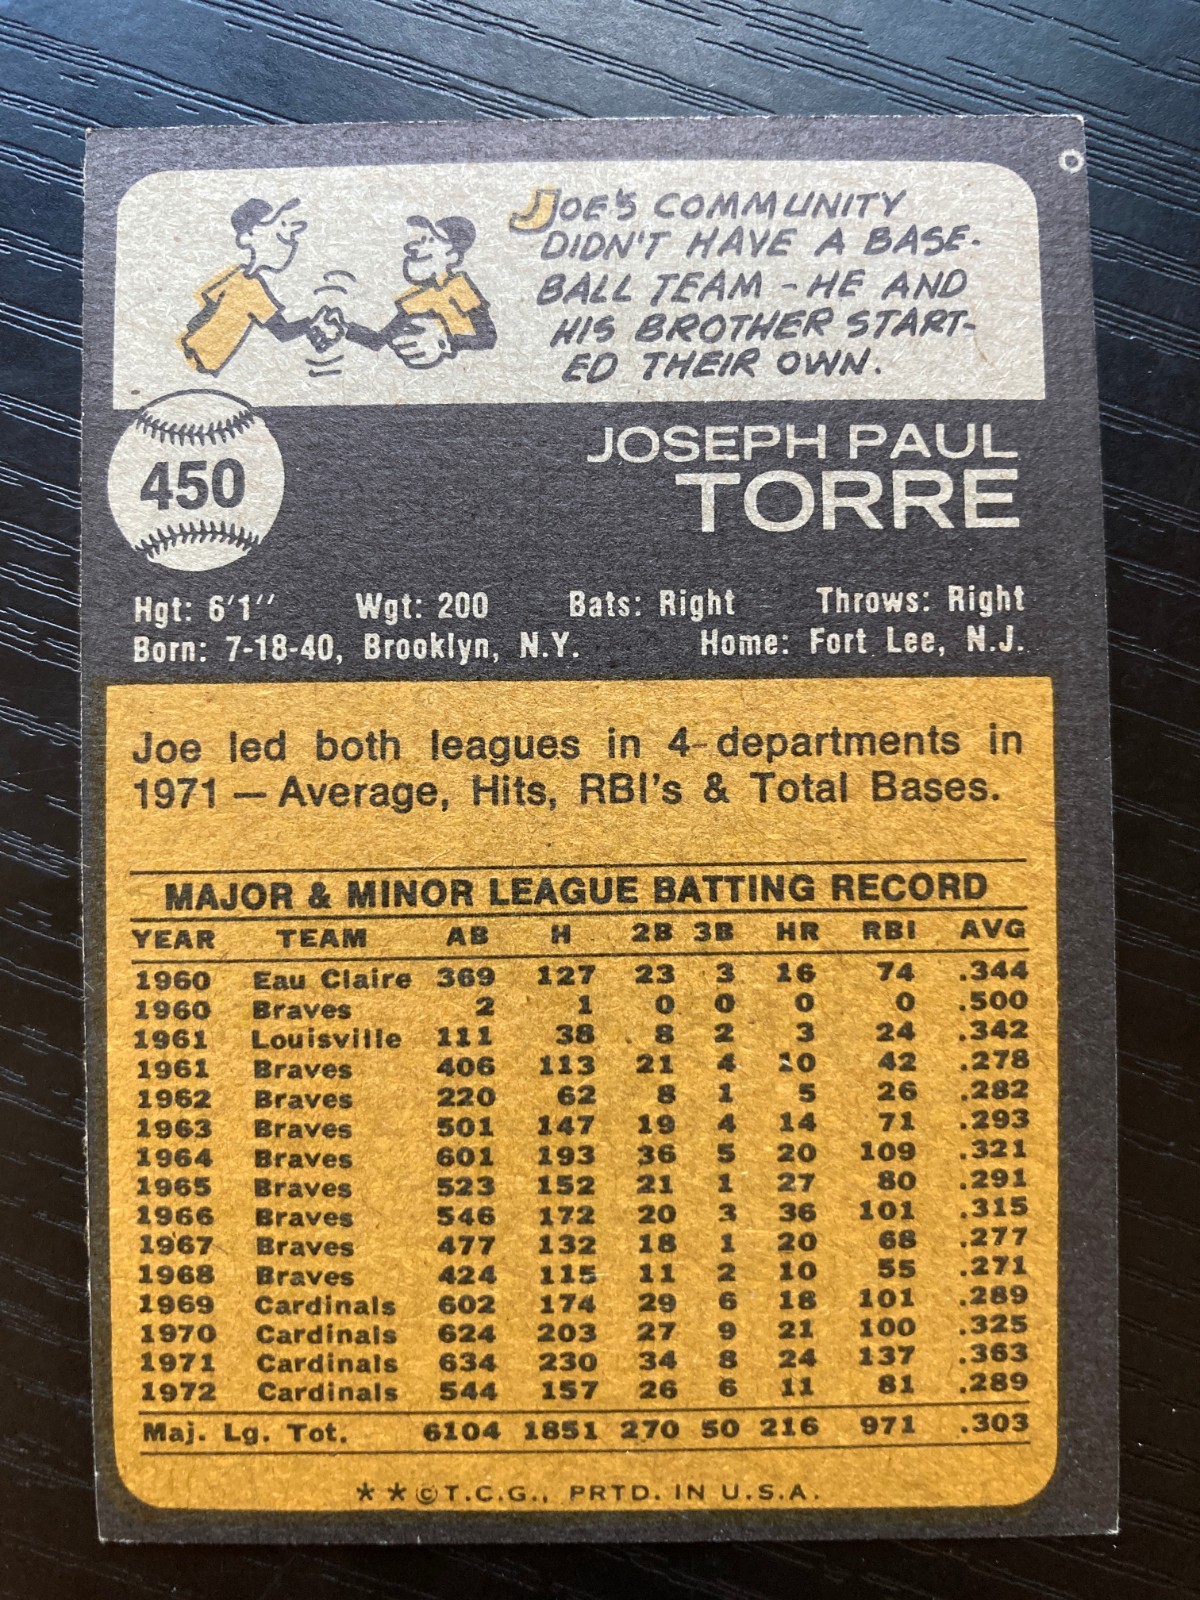 JOE'S COMMUNITY
DIDN'T HAVE A BASE-
BALL TEAM - HE AND
HIS BROTHER START-
ED THEIR OWN.
450
JOSEPH PAUL
TORRE
Hgt: 6'1'' Wgt: 200 Bats: Right Throws: Right
Born: 7-18-40, Brooklyn, N.Y. Home: Fort Lee, N.J.
Joe led both leagues in 4 departments in
1971 — Average, Hits, RBI's & Total Bases.
MAJOR & MINOR LEAGUE BATTING RECORD
YEAR TEAM AB H 2B 3B HR RBI AVG
1960 Eau Claire 369 127 23 3 16 74 .344
1960 Braves 2 1 0 0 0 0 .500
1961 Louisville 111 38 8 2 3 24 .342
1961 Braves 406 113 21 4 10 42 .278
1962 Braves 220 62 8 1 5 26 .282
1963 Braves 501 147 19 4 14 71 .293
1964 Braves 601 193 36 5 20 109 .321
1965 Braves 523 152 21 1 27 80 .291
1966 Braves 546 172 20 3 36 101 .315
1967 Braves 477 132 18 1 20 68 .277
1968 Braves 424 115 11 2 10 55 .271
1969 Cardinals 602 174 29 6 18 101 .289
1970 Cardinals 624 203 27 9 21 100 .325
1971 Cardinals 634 230 34 8 24 137 .363
1972 Cardinals 544 157 26 6 11 81 .289
Maj. Lg. Tot. 6104 1851 270 50 216 971 .303
* * © T.C.G., PRTD. IN U.S.A.